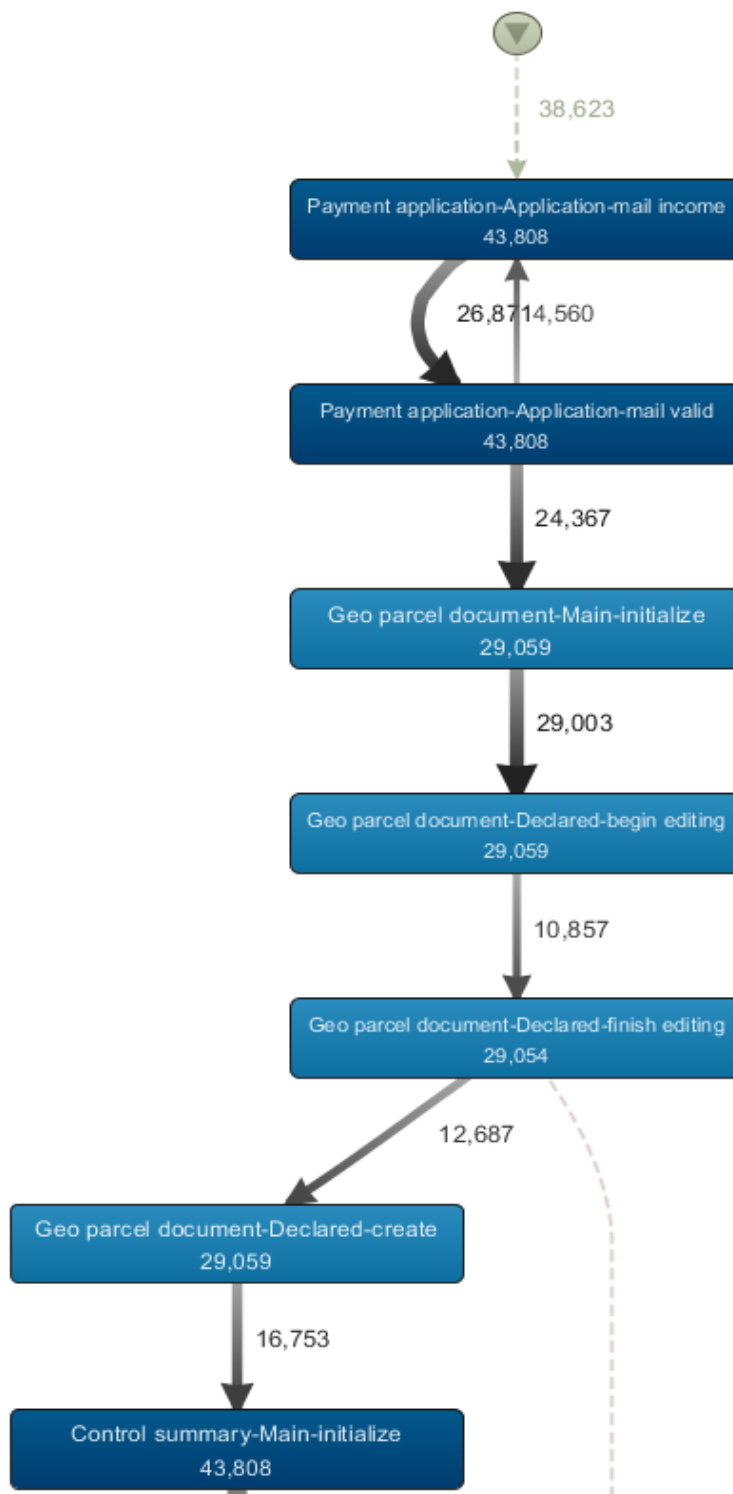 38,623
Payment application-Application-mail income
43,808
26,871
14,560
Payment application-Application-mail valid
43,808
24,367
Geo parcel document-Main-initialize
29,059
29,003
Geo parcel document-Declared-begin editing
29,059
10,857
Geo parcel document-Declared-finish editing
29,054
12,687
Geo parcel document-Declared-create
29,059
16,753
Control summary-Main-initialize
43,808